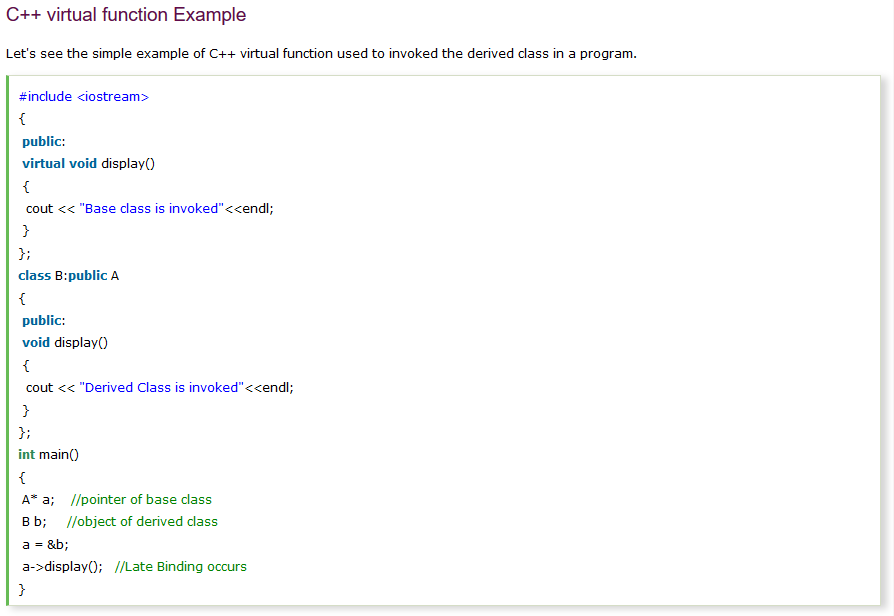 C++ virtual function Example
Let's see the simple example of C++ virtual function used to invoked the derived class in a program.
#include <iostream>
{
public:
virtual void display()
{
cout << "Base class is invoked"<<endl;
}
};
class B:public A
{
public:
void display()
{
cout << "Derived Class is invoked"<<endl;
}
};
int main()
{
A* a;    //pointer of base class
B b;     //object of derived class
a = &b;
a->display();   //Late Binding occurs
}